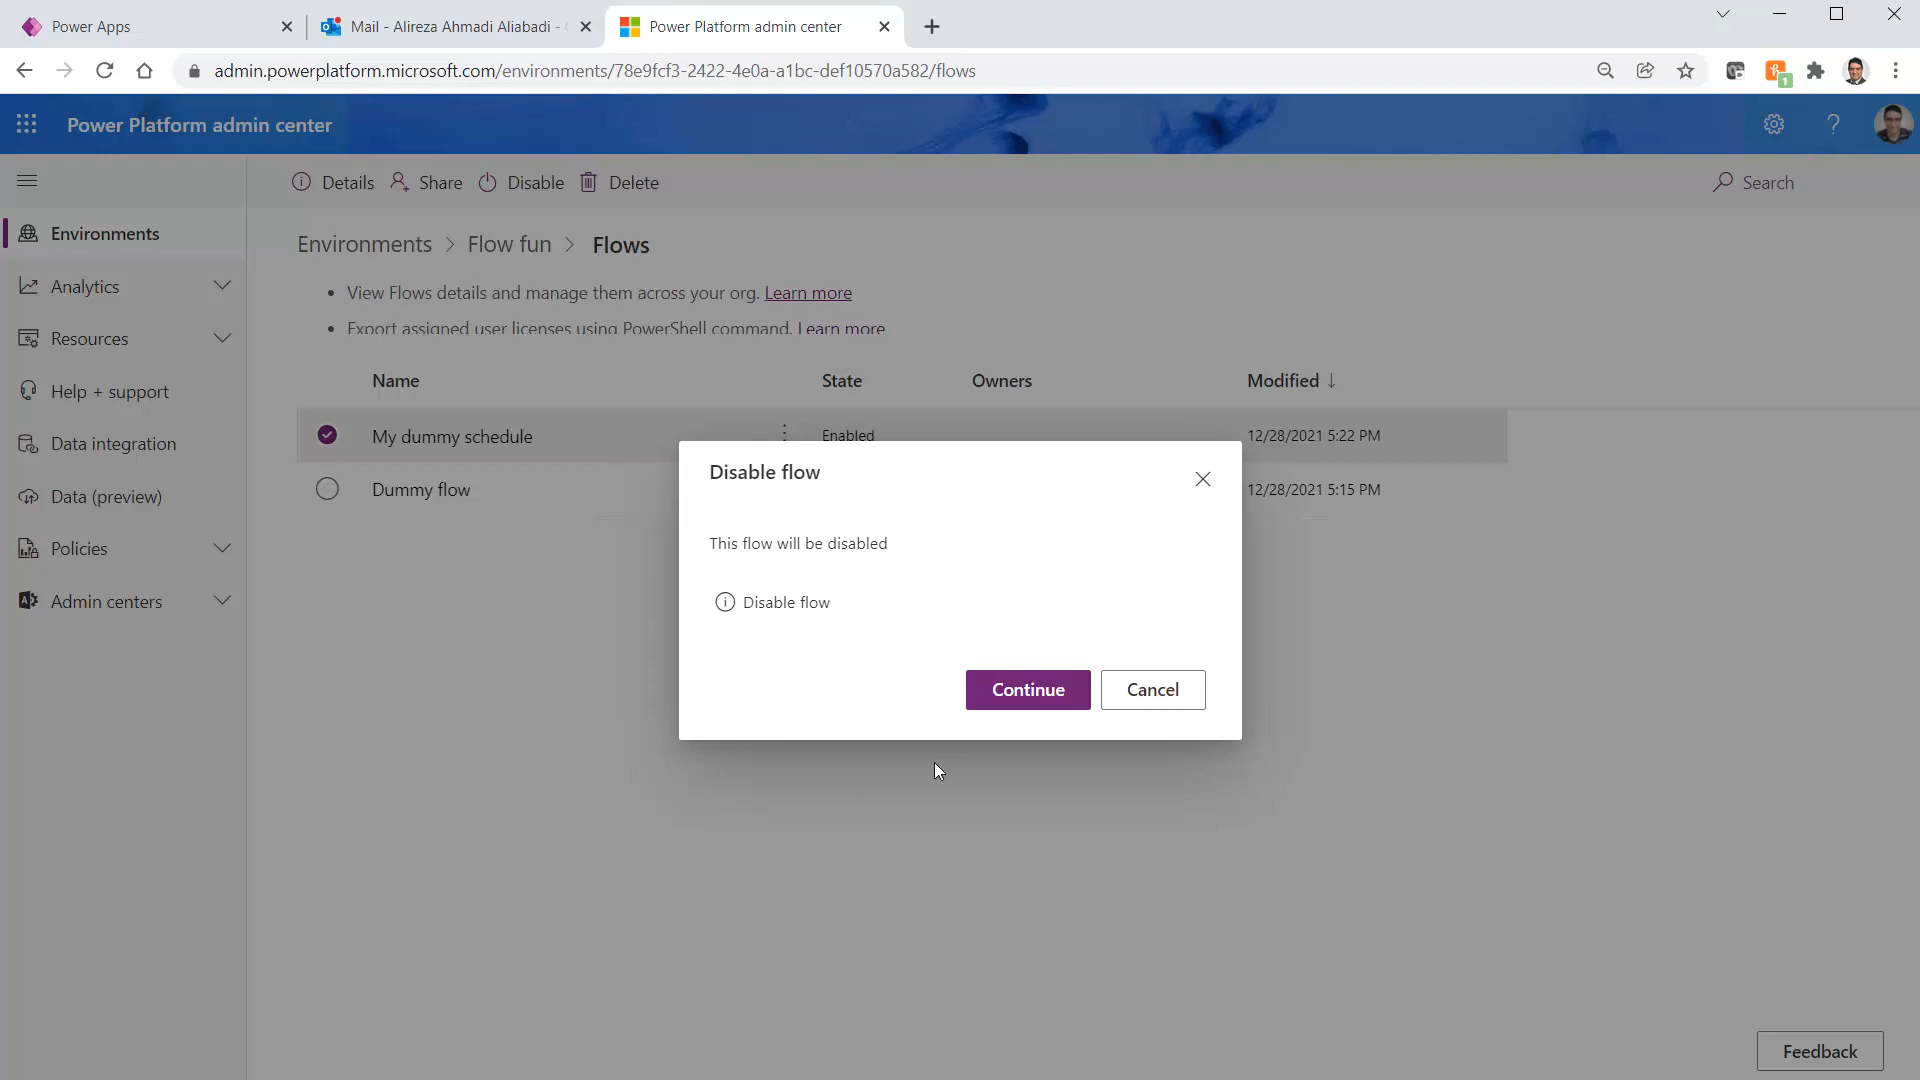 Power Apps
Mail - Alireza Ahmadi Aliabadi -
Power Platform admin center
admin.powerplatform.microsoft.com/environments/78e9fcf3-2422-4e0a-a1bc-def10570a582/flows
1
Power Platform admin center
?
Details Share Disable Delete
Search
Environments
Analytics
Resources
Help + support
Data integration
Data (preview)
Policies
Admin centers
Environments > Flow fun > Flows
• View Flows details and manage them across your org. Learn more
• Export assigned user licenses using PowerShell command. Learn more
Name State Owners Modified ↓
My dummy schedule Enabled 12/28/2021 5:22 PM
Dummy flow 12/28/2021 5:15 PM
Disable flow
This flow will be disabled
Disable flow
Continue Cancel
Feedback